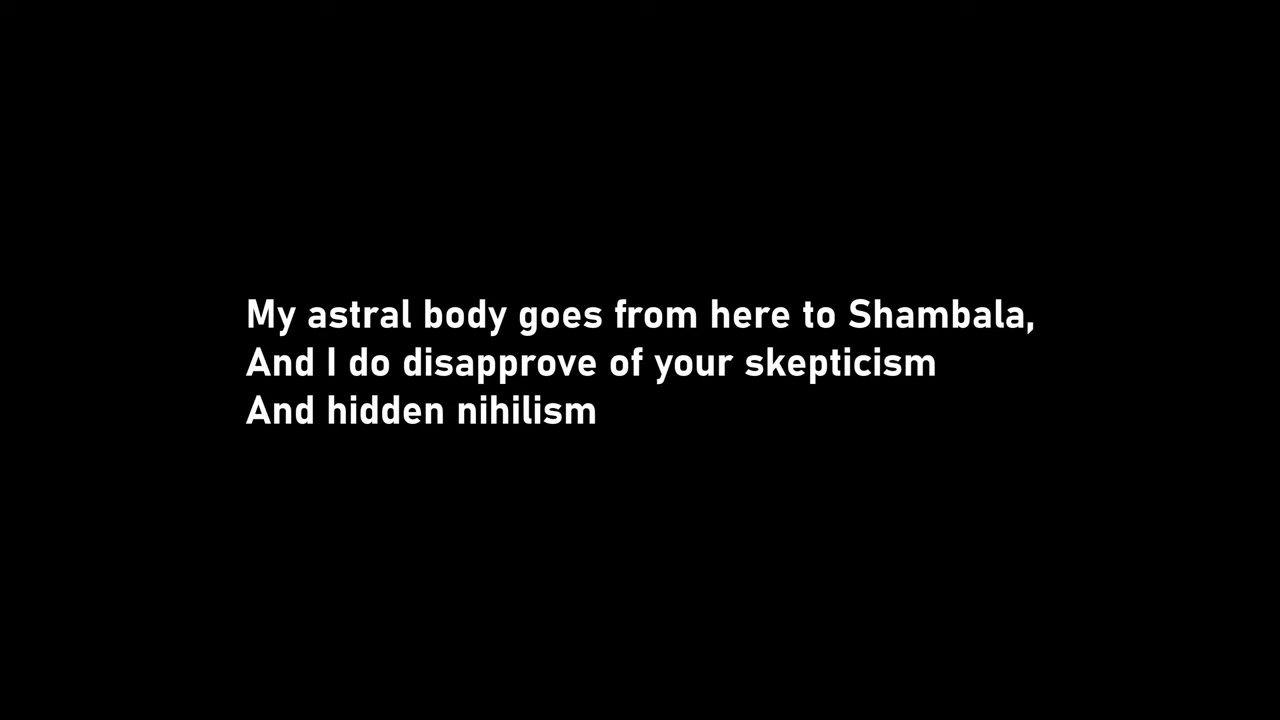 My astral body goes from here to Shambala,
And I do disapprove of your skepticism
And hidden nihilism